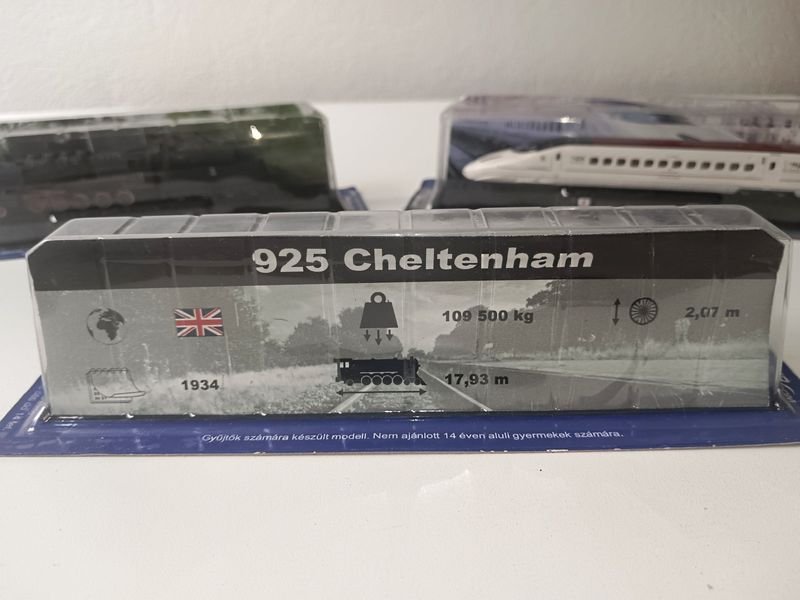 925 Cheltenham
109 500 kg
2,07 m
1934
17,93 m
Gyűjtők számára készült modell. Nem ajánlott 14 éven aluli gyermekek számára.